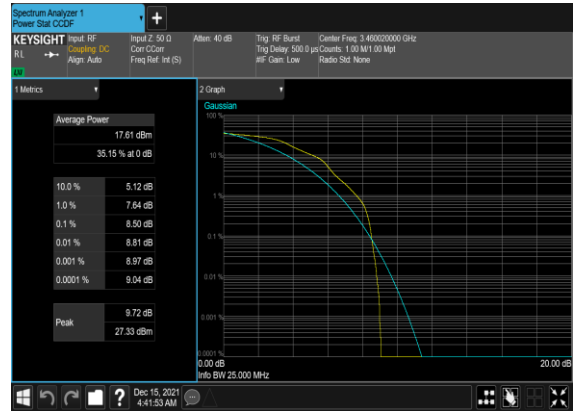 Spectrum Analyzer 1
Power Stat CCDF
KEYSIGHT
Input: RF
Input Z: 50 Ω
Atten: 40 dB
Trig: RF Burst
Center Freq: 3.460020000 GHz
RL
Coupling: DC
Corr CCorr
Trig Delay: 500.0 µs
Counts: 1.00 M/1.00 Mpt
Align: Auto
Freq Ref: Int (S)
#IF Gain: Low
Radio Std: None
1 Metrics
2 Graph
Average Power
17.61 dBm
35.15 % at 0 dB
10.0 % 5.12 dB
1.0 % 7.64 dB
0.1 % 8.50 dB
0.01 % 8.81 dB
0.001 % 8.97 dB
0.0001 % 9.04 dB
Peak
9.72 dB
27.33 dBm
Gaussian
100 %
10 %
1 %
0.1 %
0.01 %
0.001 %
0.0001 %
0.00 dB
20.00 dB
Info BW 25.000 MHz
?
Dec 15, 2021
4:41:53 AM